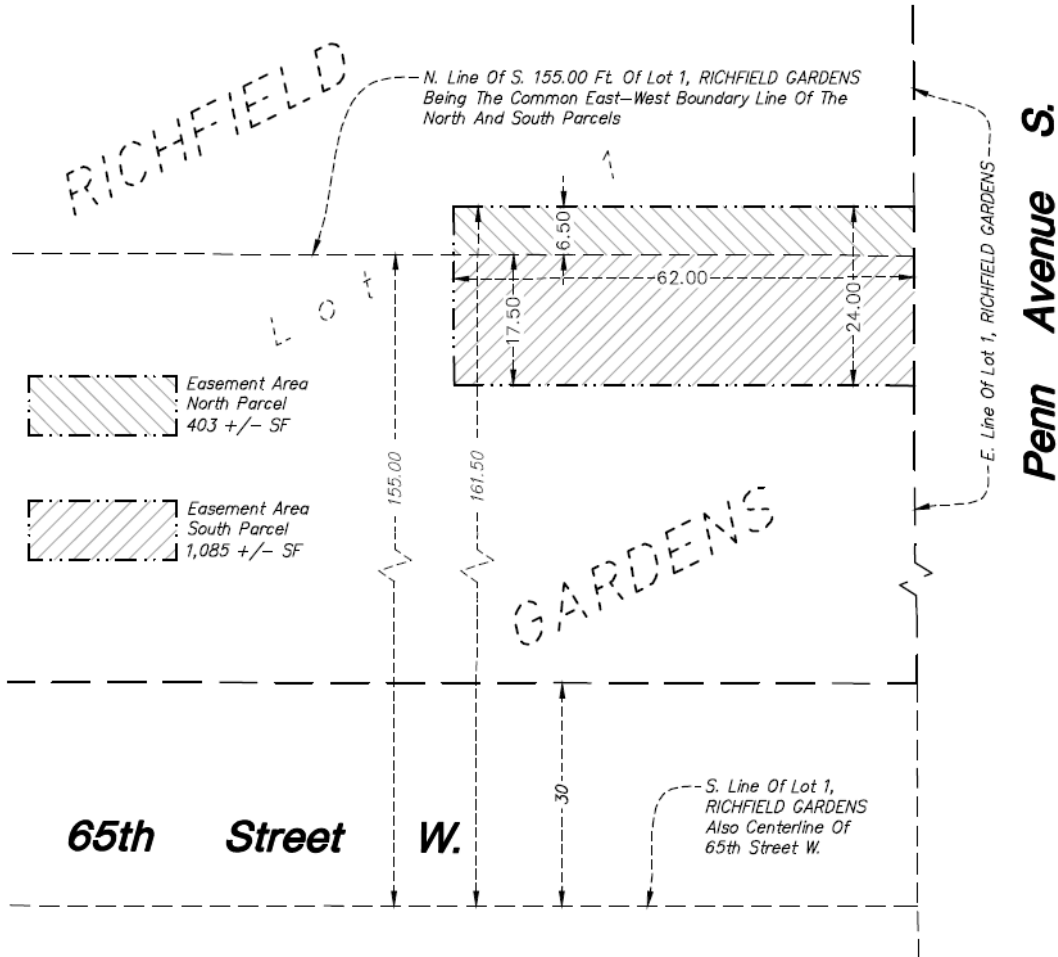 RICHFIELD
N. Line Of S. 155.00 Ft. Of Lot 1, RICHFIELD GARDENS
Being The Common East-West Boundary Line Of The
North And South Parcels
Lot 1
6.50
62.00
17.50
24.00
E. Line Of Lot 1, RICHFIELD GARDENS
Penn Avenue S.
Easement Area
North Parcel
403 +/- SF
Easement Area
South Parcel
1,085 +/- SF
155.00
161.50
GARDENS
30
S. Line Of Lot 1,
RICHFIELD GARDENS
Also Centerline Of
65th Street W.
65th Street W.